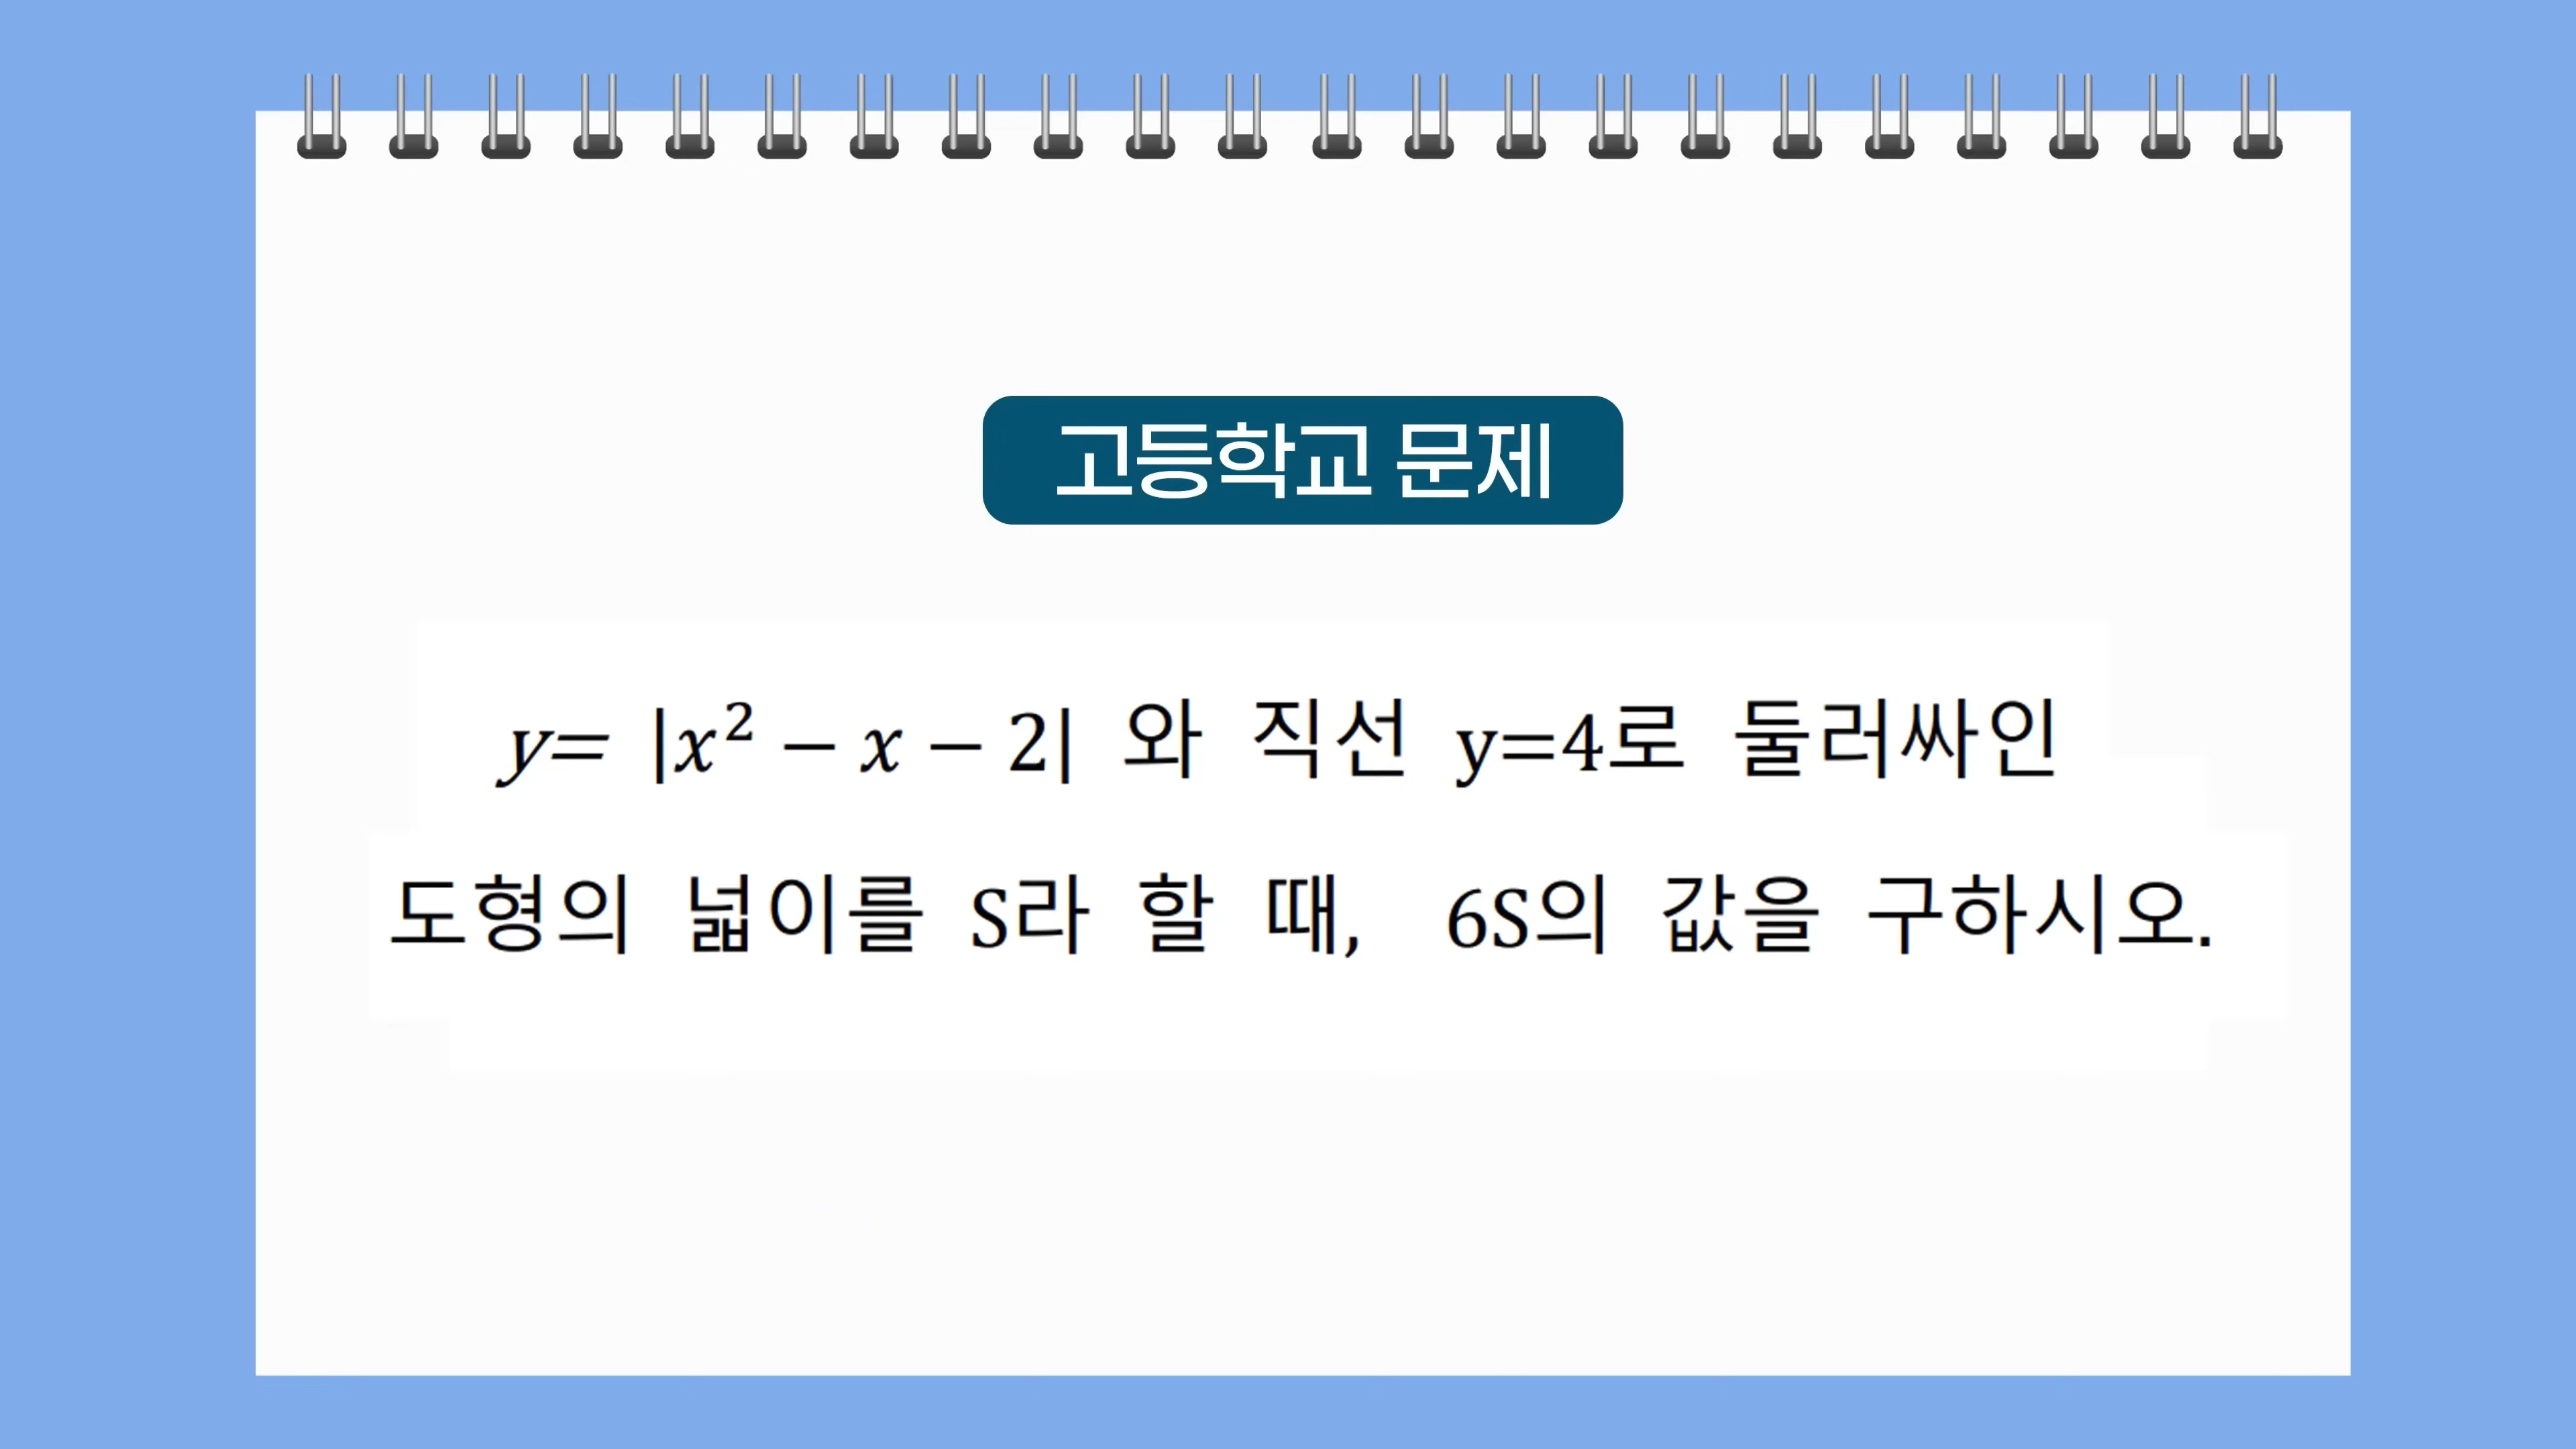 고등학교 문제
y= |x² − x − 2| 와 직선 y=4로 둘러싸인
도형의 넓이를 S라 할 때, 6S의 값을 구하시오.